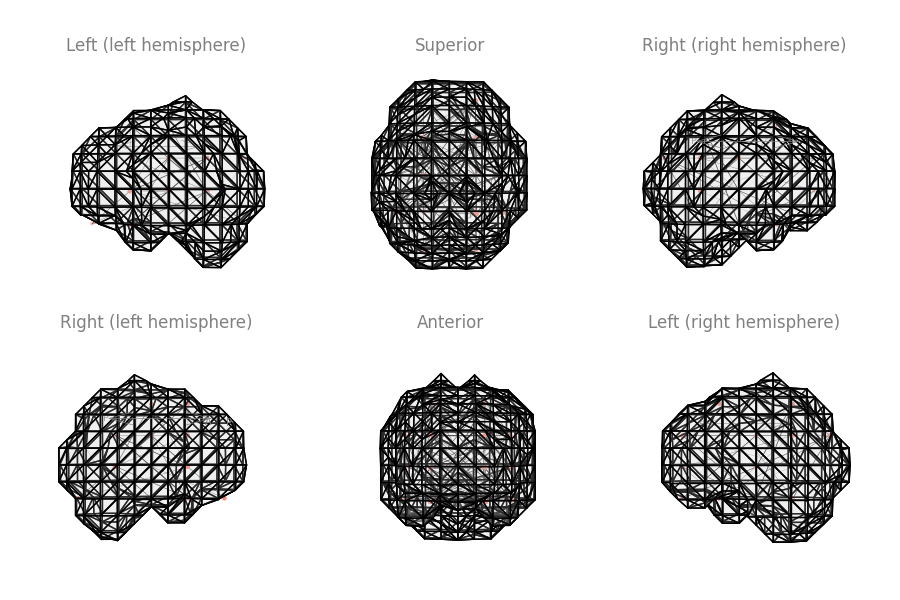 Left (left hemisphere)
Superior
Right (right hemisphere)
Right (left hemisphere)
Anterior
Left (right hemisphere)